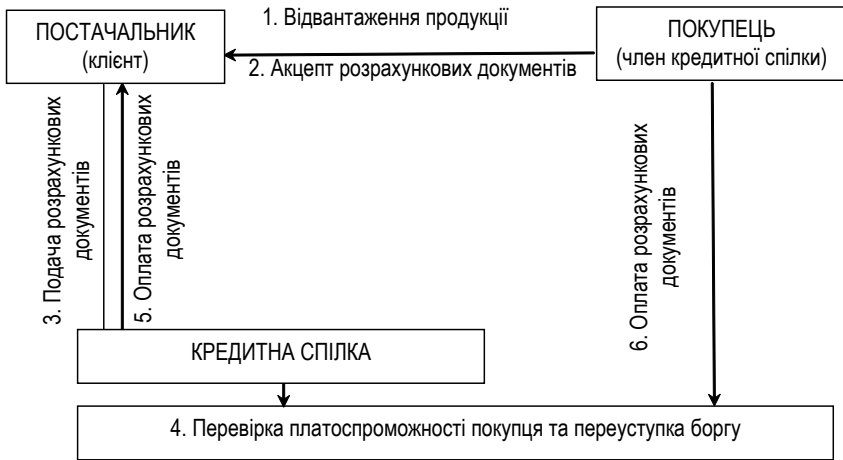 1. Відвантаження продукції
ПОСТАЧАЛЬНИК
(клієнт)
ПОКУПЕЦЬ
(член кредитної спілки)
2. Акцепт розрахункових документів
3. Подача розрахункових
документів
5. Оплата розрахункових
документів
6. Оплата розрахункових
документів
КРЕДИТНА СПІЛКА
4. Перевірка платоспроможності покупця та переуступка боргу